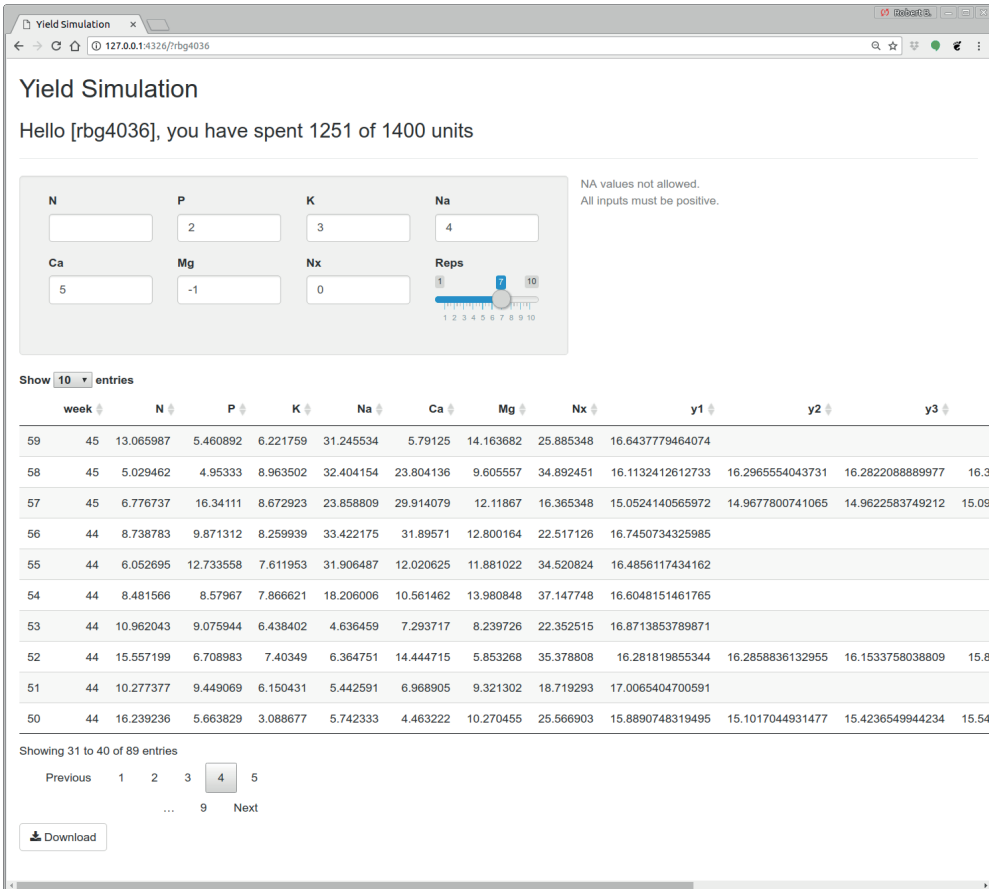 Robert B.
Yield Simulation
127.0.0.1:4326/?rbg4036
Yield Simulation
Hello [rbg4036], you have spent 1251 of 1400 units
NA values not allowed.
All inputs must be positive.
N P K Na
2 3 4
Ca Mg Nx Reps
5 -1 0
1 7 10
1 2 3 4 5 6 7 8 9 10
Show 10 entries
week N P K Na Ca Mg Nx y1 y2 y3
59 45 13.065987 5.460892 6.221759 31.245534 5.79125 14.163682 25.885348 16.6437779464074
58 45 5.029462 4.95333 8.963502 32.404154 23.804136 9.605557 34.892451 16.1132412612733 16.2965554043731 16.2822088889977 16.3
57 45 6.776737 16.34111 8.672923 23.858809 29.914079 12.11867 16.365348 15.0524140565972 14.9677800741065 14.9622583749212 15.09
56 44 8.738783 9.871312 8.259939 33.422175 31.89571 12.800164 22.517126 16.7450734325985
55 44 6.052695 12.733558 7.611953 31.906487 12.020625 11.881022 34.520824 16.4856117434162
54 44 8.481566 8.57967 7.866621 18.206006 10.561462 13.980848 37.147748 16.6048151461765
53 44 10.962043 9.075944 6.438402 4.636459 7.293717 8.239726 22.352515 16.8713853789871
52 44 15.557199 6.708983 7.40349 6.364751 14.444715 5.853268 35.378808 16.281819855344 16.2858836132955 16.1533758038809 15.8
51 44 10.277377 9.449069 6.150431 5.442591 6.968905 9.321302 18.719293 17.0065404700591
50 44 16.239236 5.663829 3.088677 5.742333 4.463222 10.270455 25.566903 15.8890748319495 15.1017044931477 15.4236549944234 15.54
Showing 31 to 40 of 89 entries
Previous 1 2 3 4 5
… 9 Next
Download